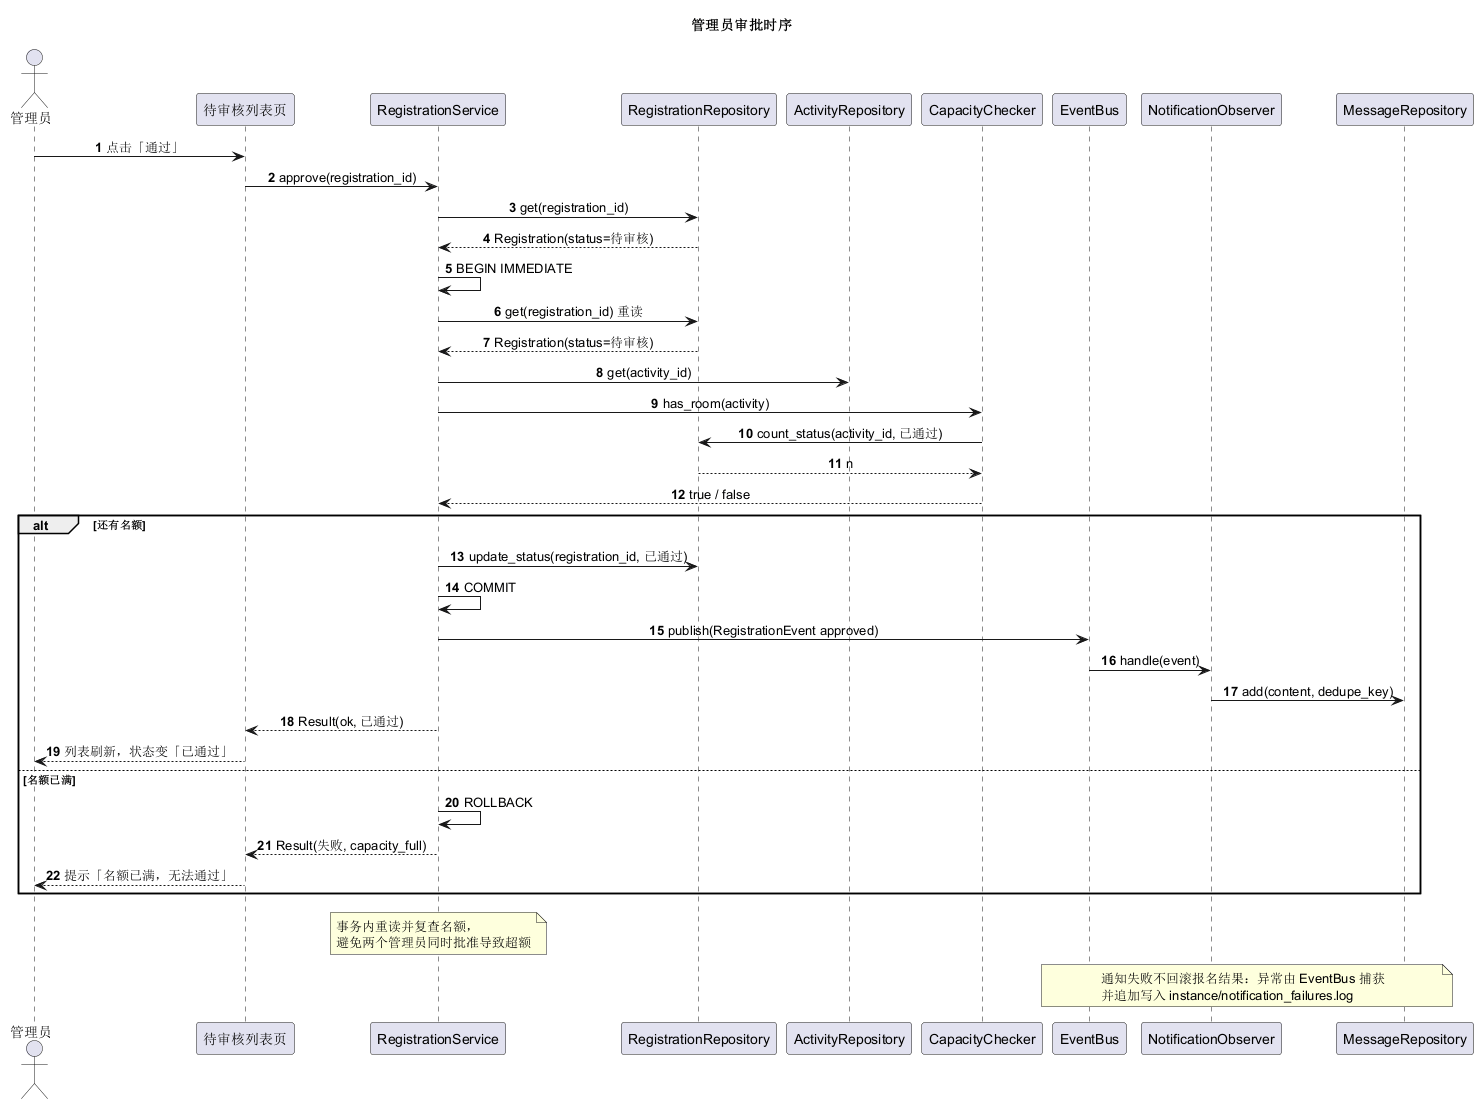 管理员审批时序
管理员
待审核列表页
RegistrationService
RegistrationRepository
ActivityRepository
CapacityChecker
EventBus
NotificationObserver
MessageRepository
1 点击「通过」
2 approve(registration_id)
3 get(registration_id)
4 Registration(status=待审核)
5 BEGIN IMMEDIATE
6 get(registration_id) 重读
7 Registration(status=待审核)
8 get(activity_id)
9 has_room(activity)
10 count_status(activity_id, 已通过)
11 n
12 true / false
alt [还有名额]
13 update_status(registration_id, 已通过)
14 COMMIT
15 publish(RegistrationEvent approved)
16 handle(event)
17 add(content, dedupe_key)
18 Result(ok, 已通过)
19 列表刷新，状态变「已通过」
[名额已满]
20 ROLLBACK
21 Result(失败, capacity_full)
22 提示「名额已满，无法通过」
事务内重读并复查名额，
避免两个管理员同时批准导致超额
通知失败不回滚报名结果：异常由 EventBus 捕获
并追加写入 instance/notification_failures.log
管理员
待审核列表页
RegistrationService
RegistrationRepository
ActivityRepository
CapacityChecker
EventBus
NotificationObserver
MessageRepository